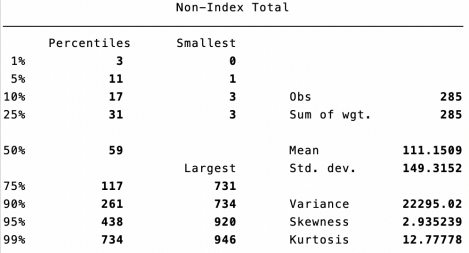 Non-Index Total
Percentiles Smallest
1% 3 0
5% 11 1
10% 17 3 Obs 285
25% 31 3 Sum of wgt. 285
50% 59 Mean 111.1509
Largest Std. dev. 149.3152
75% 117 731
90% 261 734 Variance 22295.02
95% 438 920 Skewness 2.935239
99% 734 946 Kurtosis 12.77778